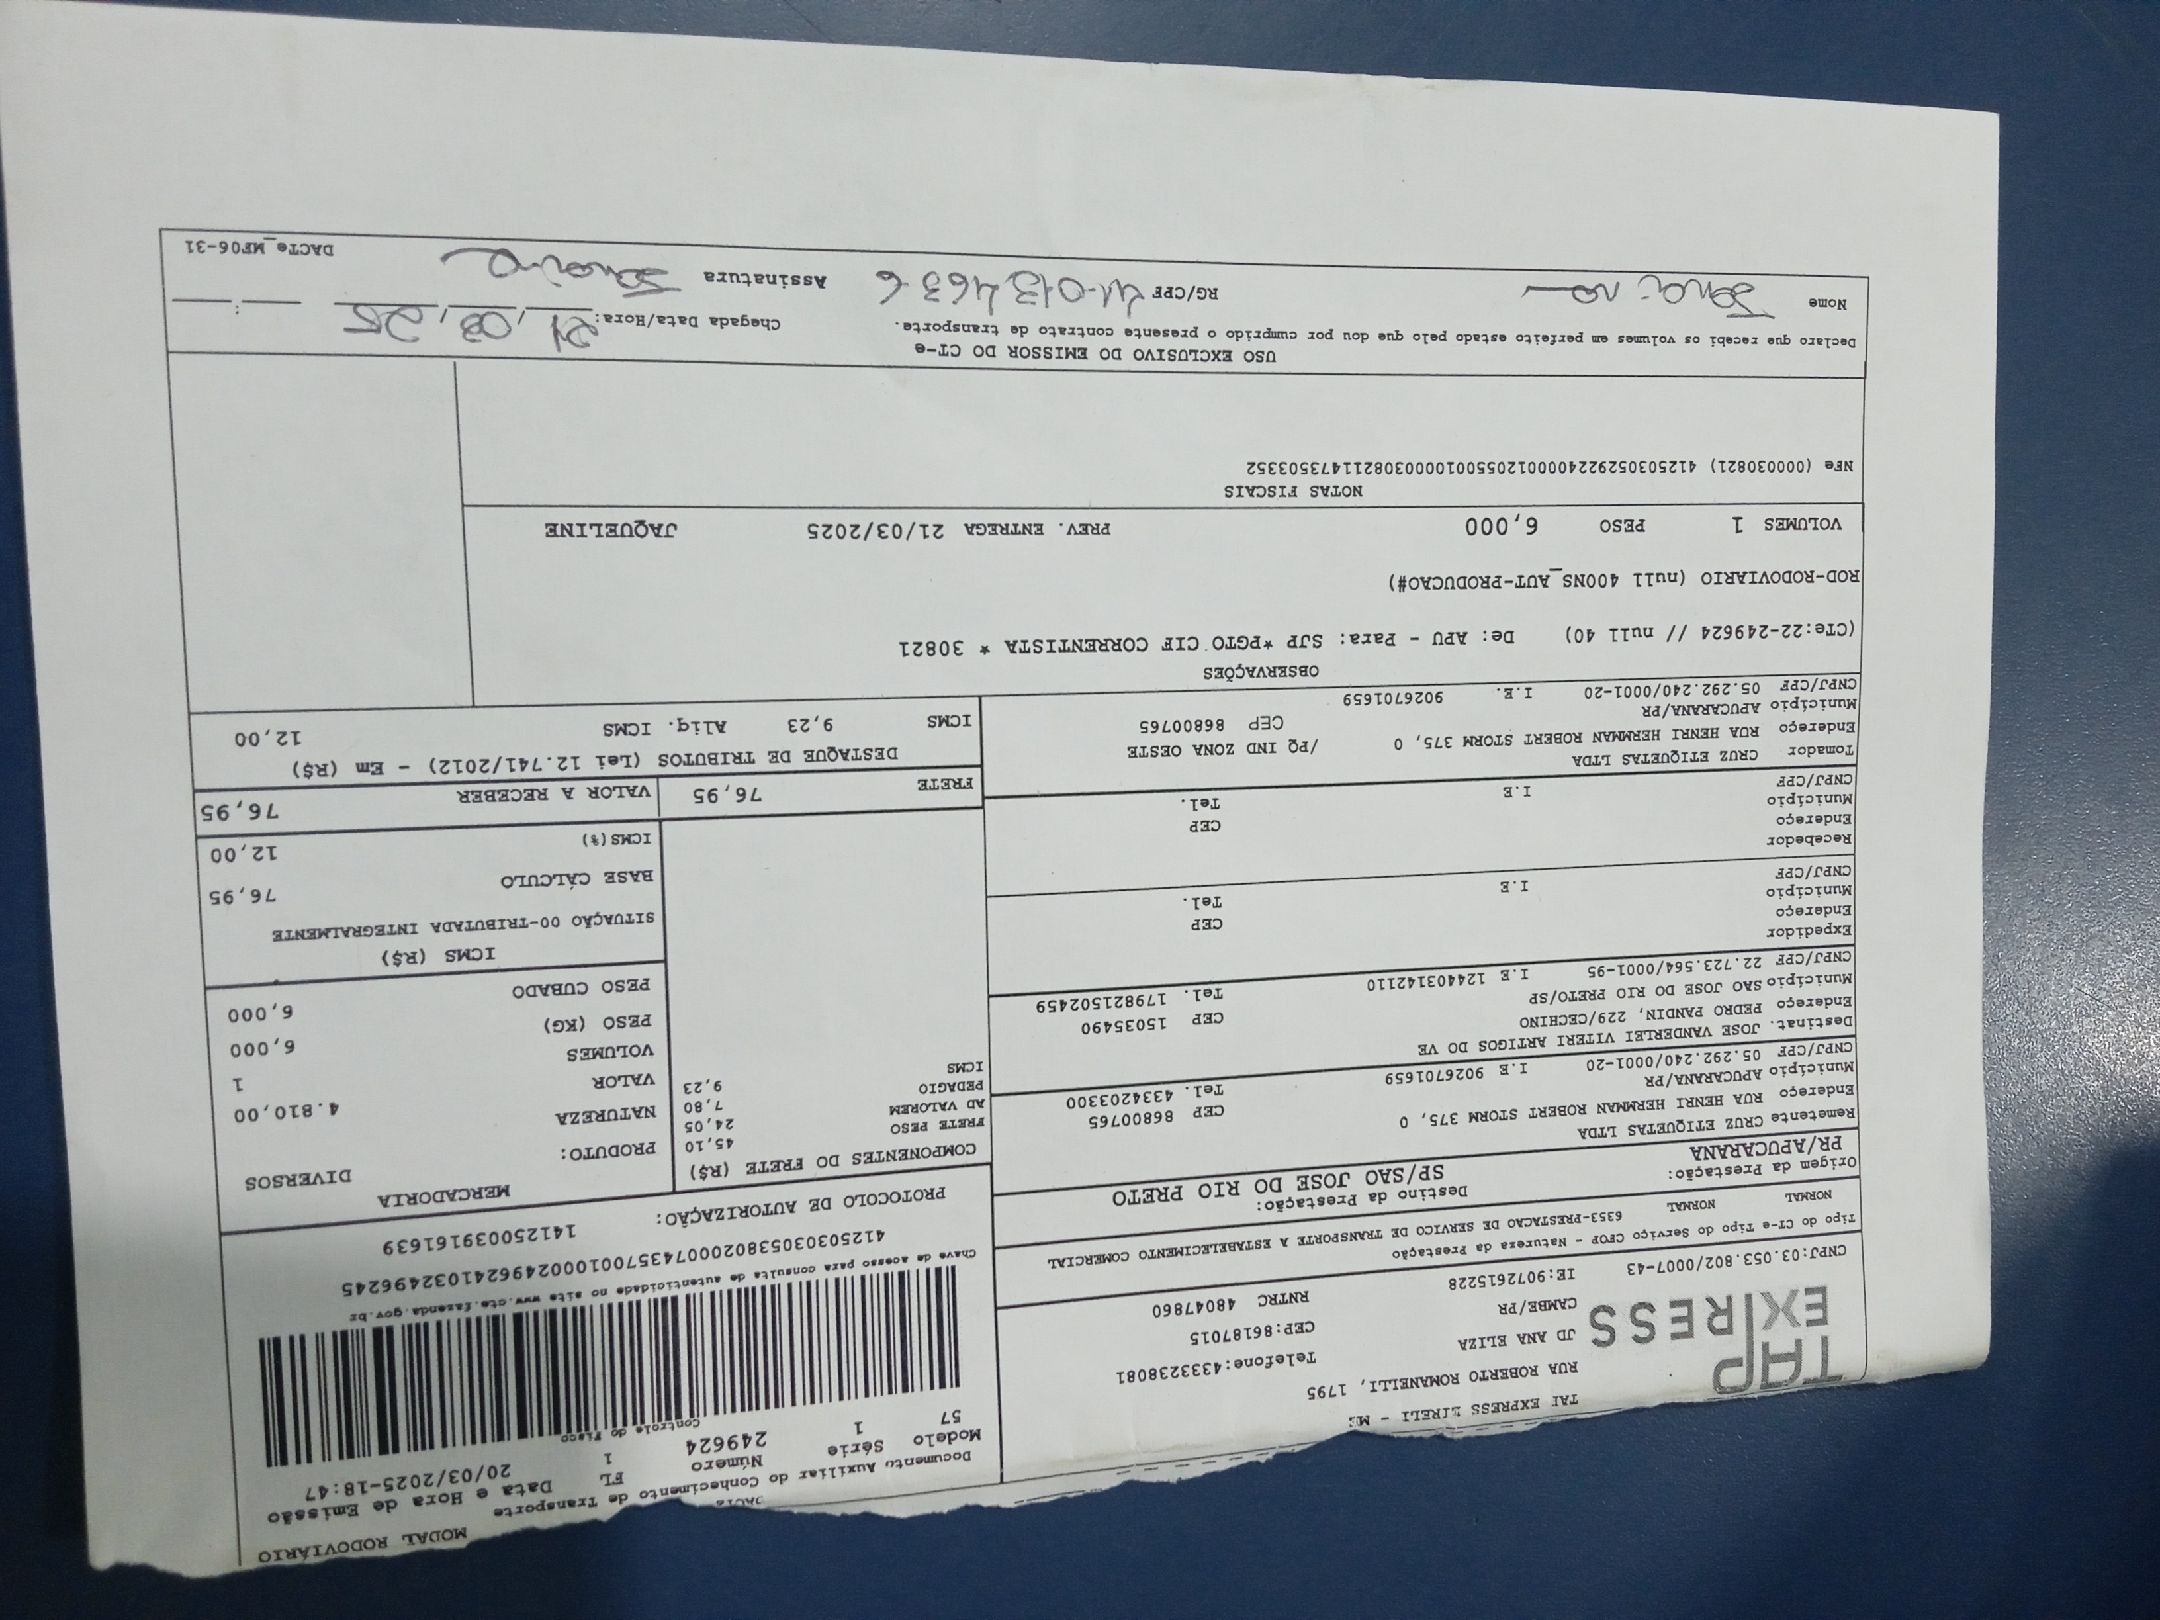 TAP
EXPRESS
RUA ROBERTO ROMANELLI, 1795
JD ANA ELIZA
CAMBE/PR
Telefone:4333238081
CEP:86187015
CNPJ:03.053.802/0007-43 IE:9072615228 RNTRC 48047860
MODAL RODOVIÁRIO
Documento Auxiliar do Conhecimento de Transporte
Modelo Série Número FL Data e Hora de Emissão
57 1 249624 1 20/03/2025-18:47
Controle do Fisco
Chave de acesso para consulta de autenticidade no site www.cte.fazenda.gov.br
41250303053802000743570010002496241032496245
PROTOCOLO DE AUTORIZAÇÃO: 141250039161639
Tipo do CT-e Tipo do Serviço CFOP - Natureza da Prestação
NORMAL NORMAL 6353-PRESTACAO DE SERVICO DE TRANSPORTE A ESTABELECIMENTO COMERCIAL
Origem da Prestação: Destino da Prestação:
PR/APUCARANA SP/SAO JOSE DO RIO PRETO
Remetente CRUZ ETIQUETAS LTDA
Endereço RUA HENRI HERMMAN ROBERT STORM 375, 0 CEP 86800765
Município APUCARANA/PR Tel. 4334203300
CNPJ/CPF 05.292.240/0001-20 I.E 9026701659
Destinat. JOSE VANDERLEI VITERI ARTIGOS DO VE
Endereço PEDRO PANDIN, 229/CECHINO CEP 15035490
Município SAO JOSE DO RIO PRETO/SP Tel. 17982150​2459
CNPJ/CPF 22.723.564/0001-95 I.E 124403142110
Expedidor
Endereço CEP
Município Tel.
CNPJ/CPF I.E
Recebedor
Endereço CEP
Município Tel.
CNPJ/CPF I.E
Tomador CRUZ ETIQUETAS LTDA
Endereço RUA HENRI HERMMAN ROBERT STORM 375, 0 /PQ IND ZONA OESTE
Município APUCARANA/PR CEP 86800765
CNPJ/CPF 05.292.240/0001-20 I.E. 9026701659
COMPONENTES DO FRETE (R$)
FRETE PESO 45,10
AD VALOREM 24,05
PEDAGIO 7,80
ICMS 9,23
MERCADORIA
PRODUTO: DIVERSOS
NATUREZA
VALOR 4.810,00
VOLUMES 1
PESO (KG) 6,000
PESO CUBADO 6,000
ICMS (R$)
SITUAÇÃO 00-TRIBUTADA INTEGRALMENTE
BASE CÁLCULO 76,95
ICMS(%) 12,00
FRETE 76,95 VALOR A RECEBER 76,95
DESTAQUE DE TRIBUTOS (Lei 12.741/2012) - Em (R$)
ICMS 9,23 Aliq. ICMS 12,00
OBSERVAÇÕES
(CTe:22-249624 // null 40) De: APU - Para: SJP *PGTO CIF CORRENTISTA * 30821
ROD-RODOVIARIO (null 400NS_AUT-PRODUCAO#)
VOLUMES 1 PESO 6,000 PREV. ENTREGA 21/03/2025 JAQUELINE
NOTAS FISCAIS
NFe (000030821) 41250305292240000120550010000308211473503352
USO EXCLUSIVO DO EMISSOR DO CT-e
Declaro que recebi os volumes em perfeito estado pelo que dou por cumprido o presente contrato de transporte.
Chegada Data/Hora: 21/03/25 __:__
Nome Janaina RG/CPF Assinatura Janaina
DACTe_MF06-31